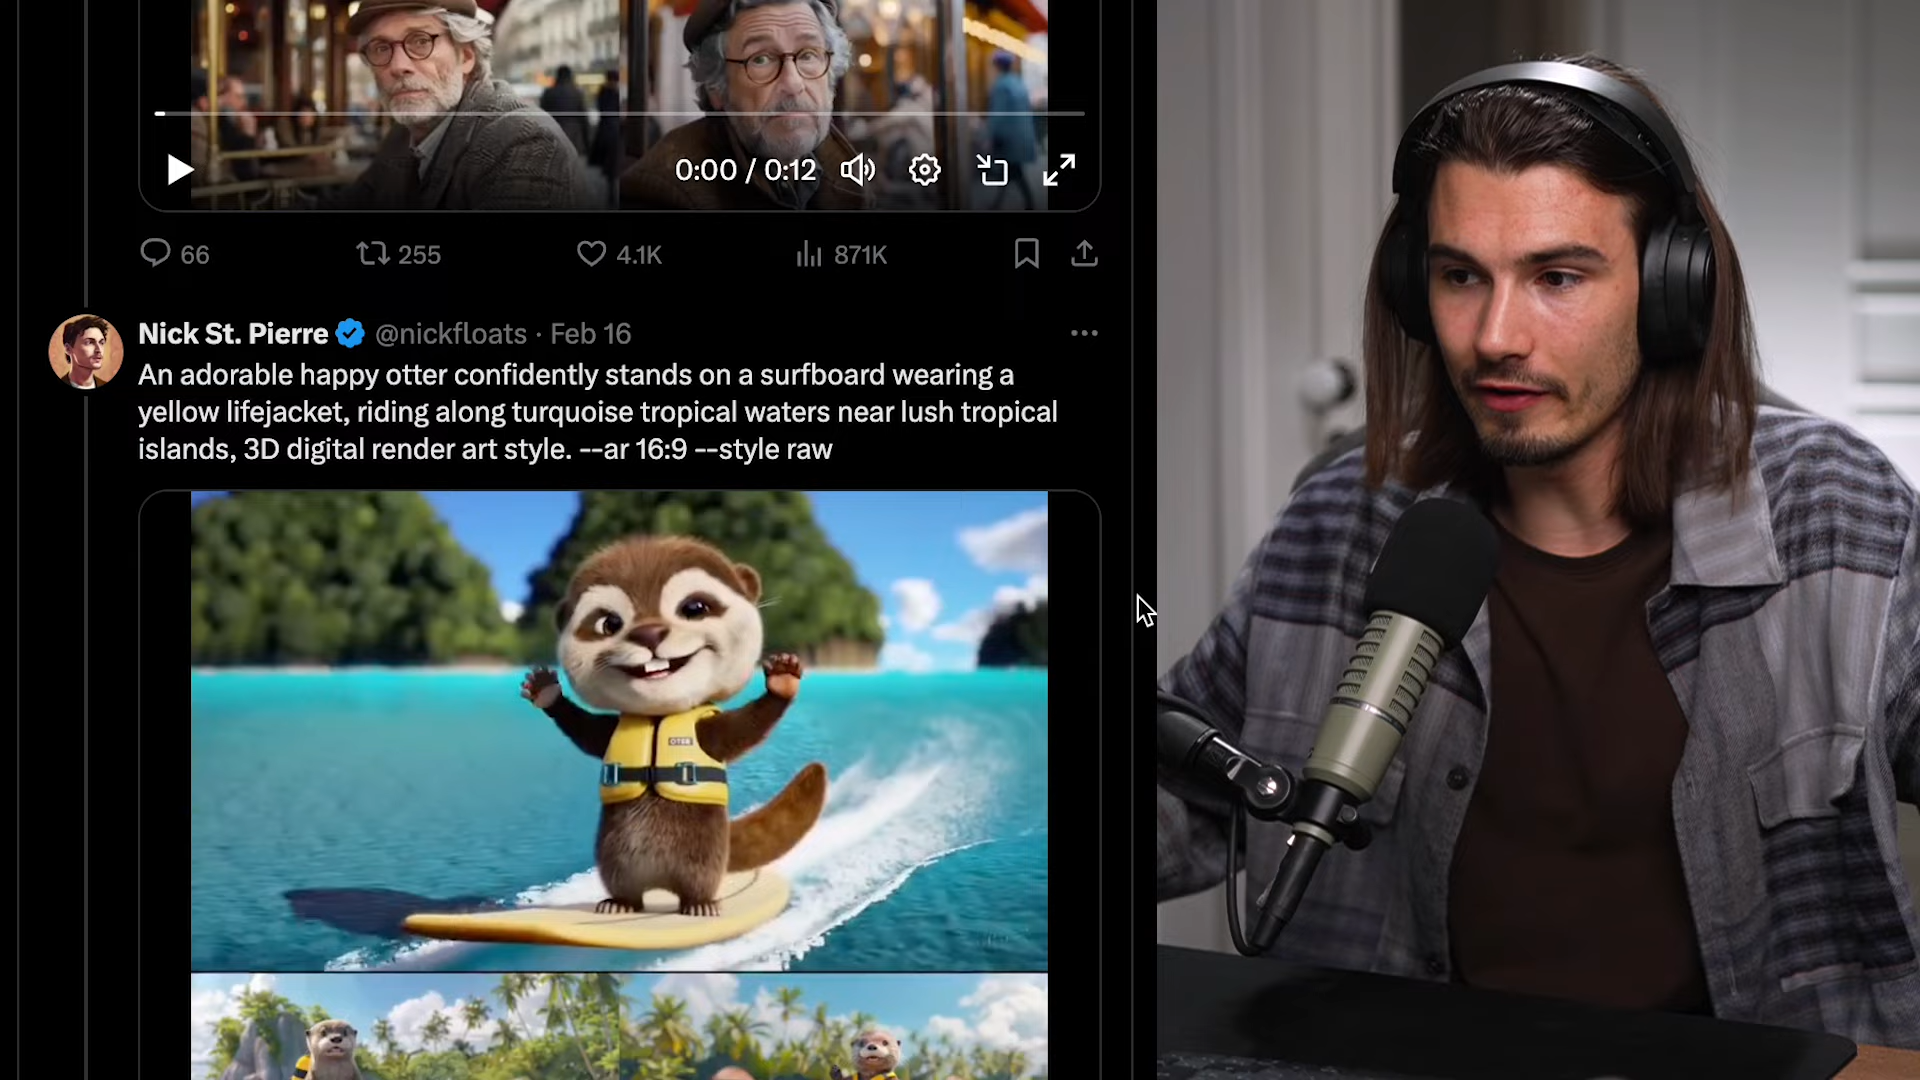 0:00 / 0:12
66 255 4.1K 871K
Nick St. Pierre @nickfloats · Feb 16
An adorable happy otter confidently stands on a surfboard wearing a
yellow lifejacket, riding along turquoise tropical waters near lush tropical
islands, 3D digital render art style. --ar 16:9 --style raw